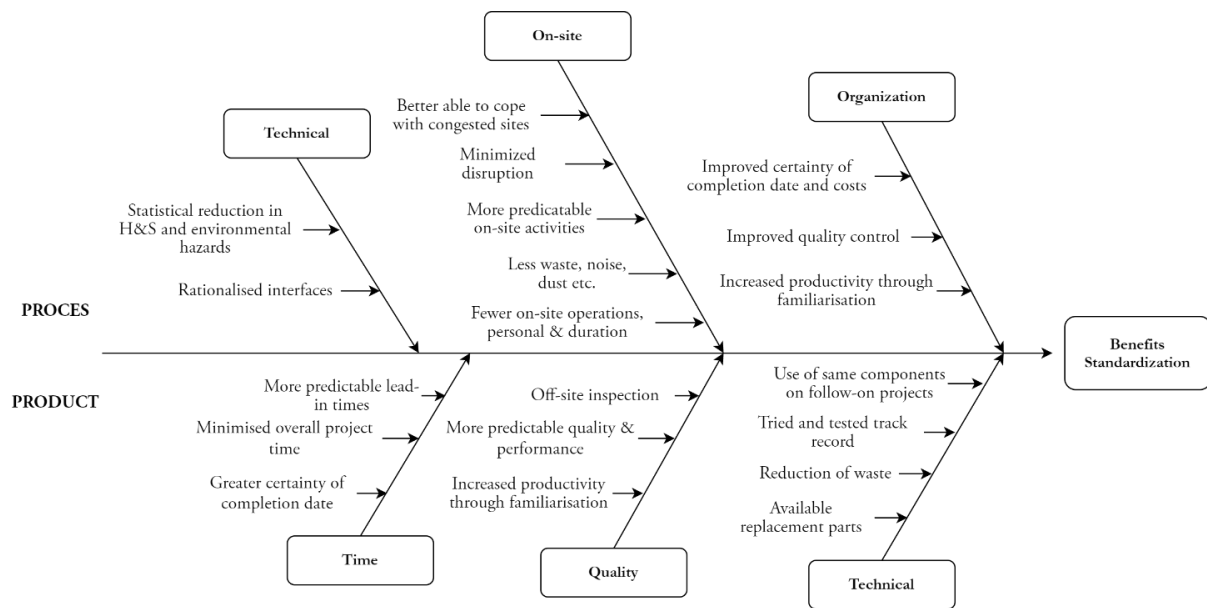 On-site
Better able to cope
with congested sites
Minimized
disruption
More predicatable
on-site activities
Less waste, noise,
dust etc.
Fewer on-site operations,
personal & duration
Technical
Statistical reduction in
H&S and environmental
hazards
Rationalised interfaces
Organization
Improved certainty of
completion date and costs
Improved quality control
Increased productivity through
familiarisation
PROCES
PRODUCT
Benefits
Standardization
More predictable lead-
in times
Minimised overall project
time
Greater certainty of
completion date
Time
Off-site inspection
More predictable quality &
performance
Increased productivity
through familiarisation
Quality
Use of same components
on follow-on projects
Tried and tested track
record
Reduction of waste
Available
replacement parts
Technical